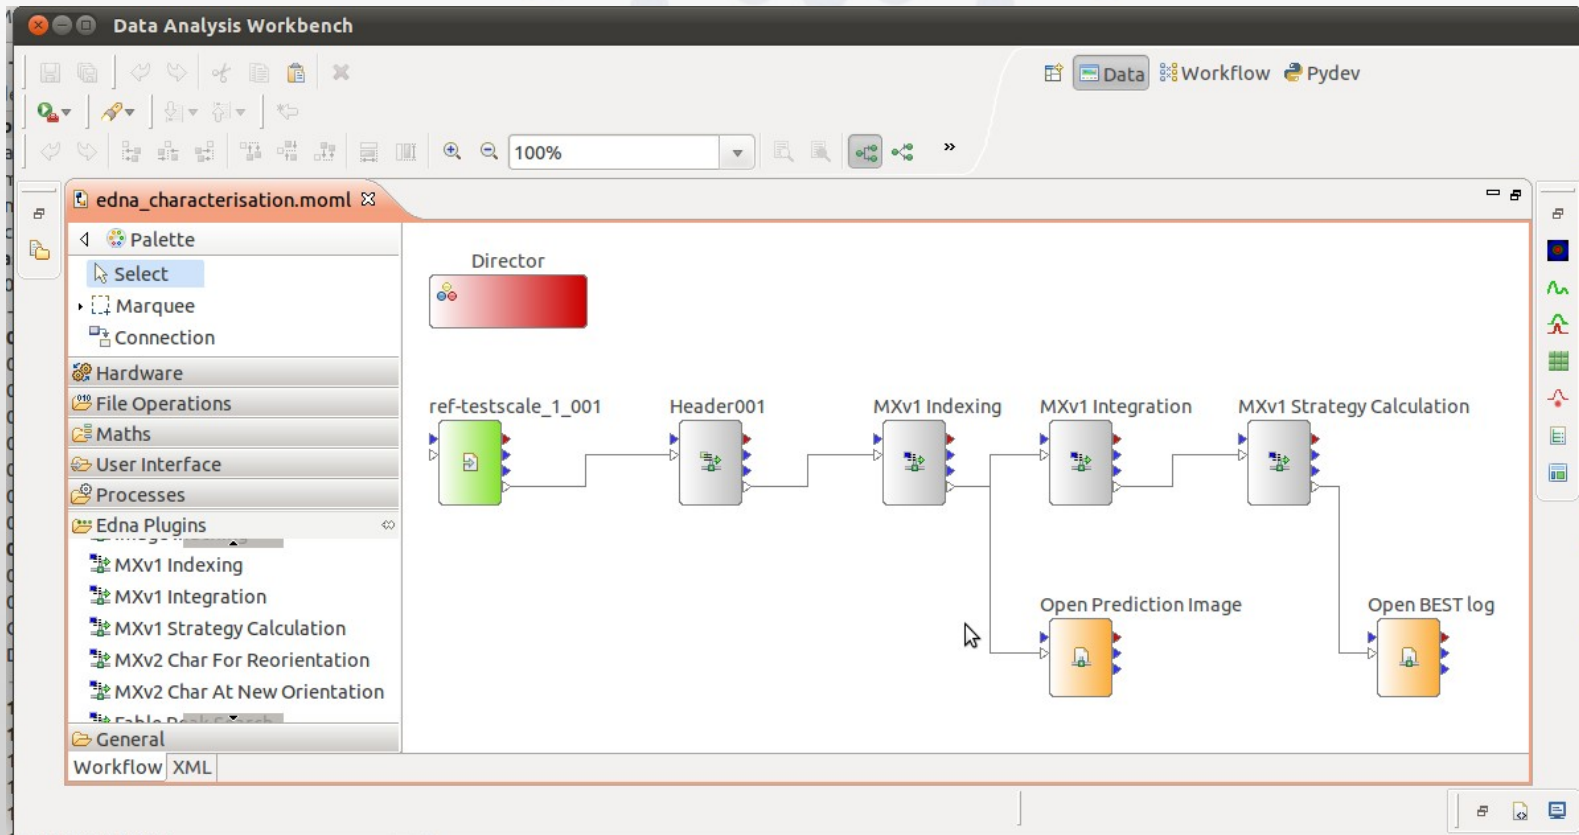 Data Analysis Workbench
Data Workflow Pydev
100%
»
edna_characterisation.moml
Palette
Select
Marquee
Connection
Hardware
File Operations
Maths
User Interface
Processes
Edna Plugins
MXv1 Indexing
MXv1 Integration
MXv1 Strategy Calculation
MXv2 Char For Reorientation
MXv2 Char At New Orientation
General
Workflow XML
Director
ref-testscale_1_001 Header001 MXv1 Indexing MXv1 Integration MXv1 Strategy Calculation
Open Prediction Image Open BEST log